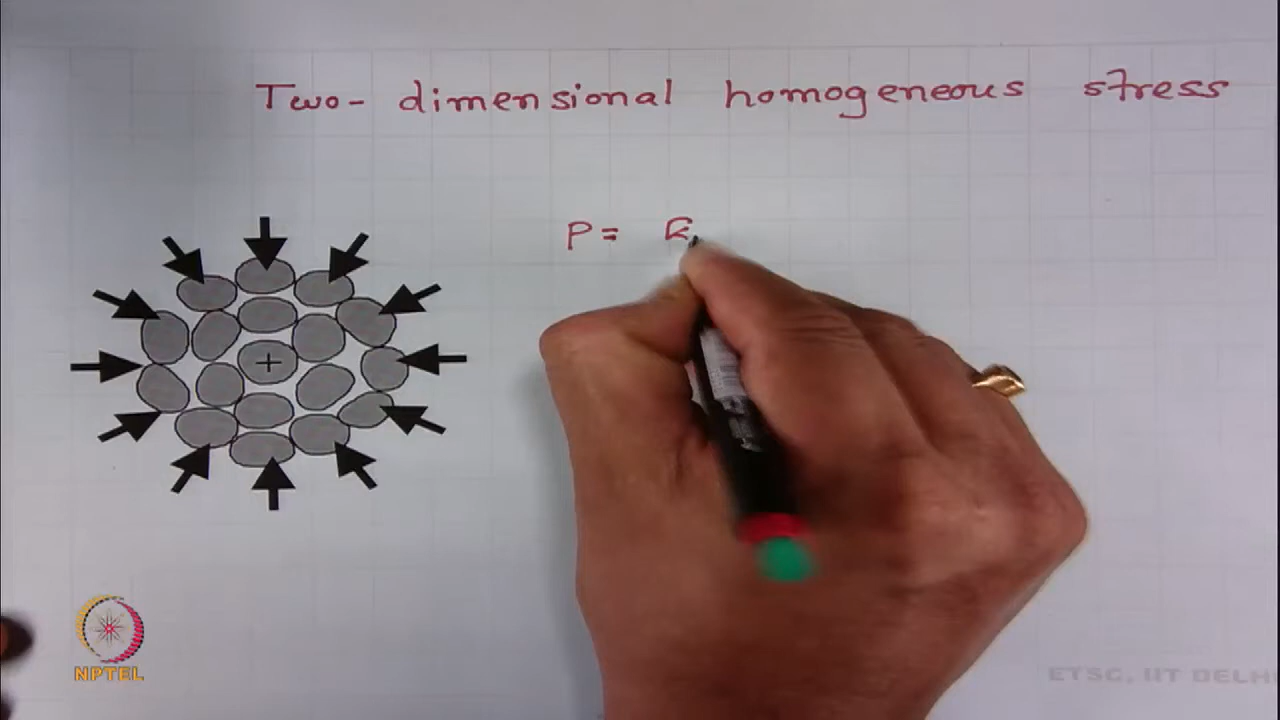 Two- dimensional homogeneous stress
P =
+
NPTEL
ETSC, IIT DELHI